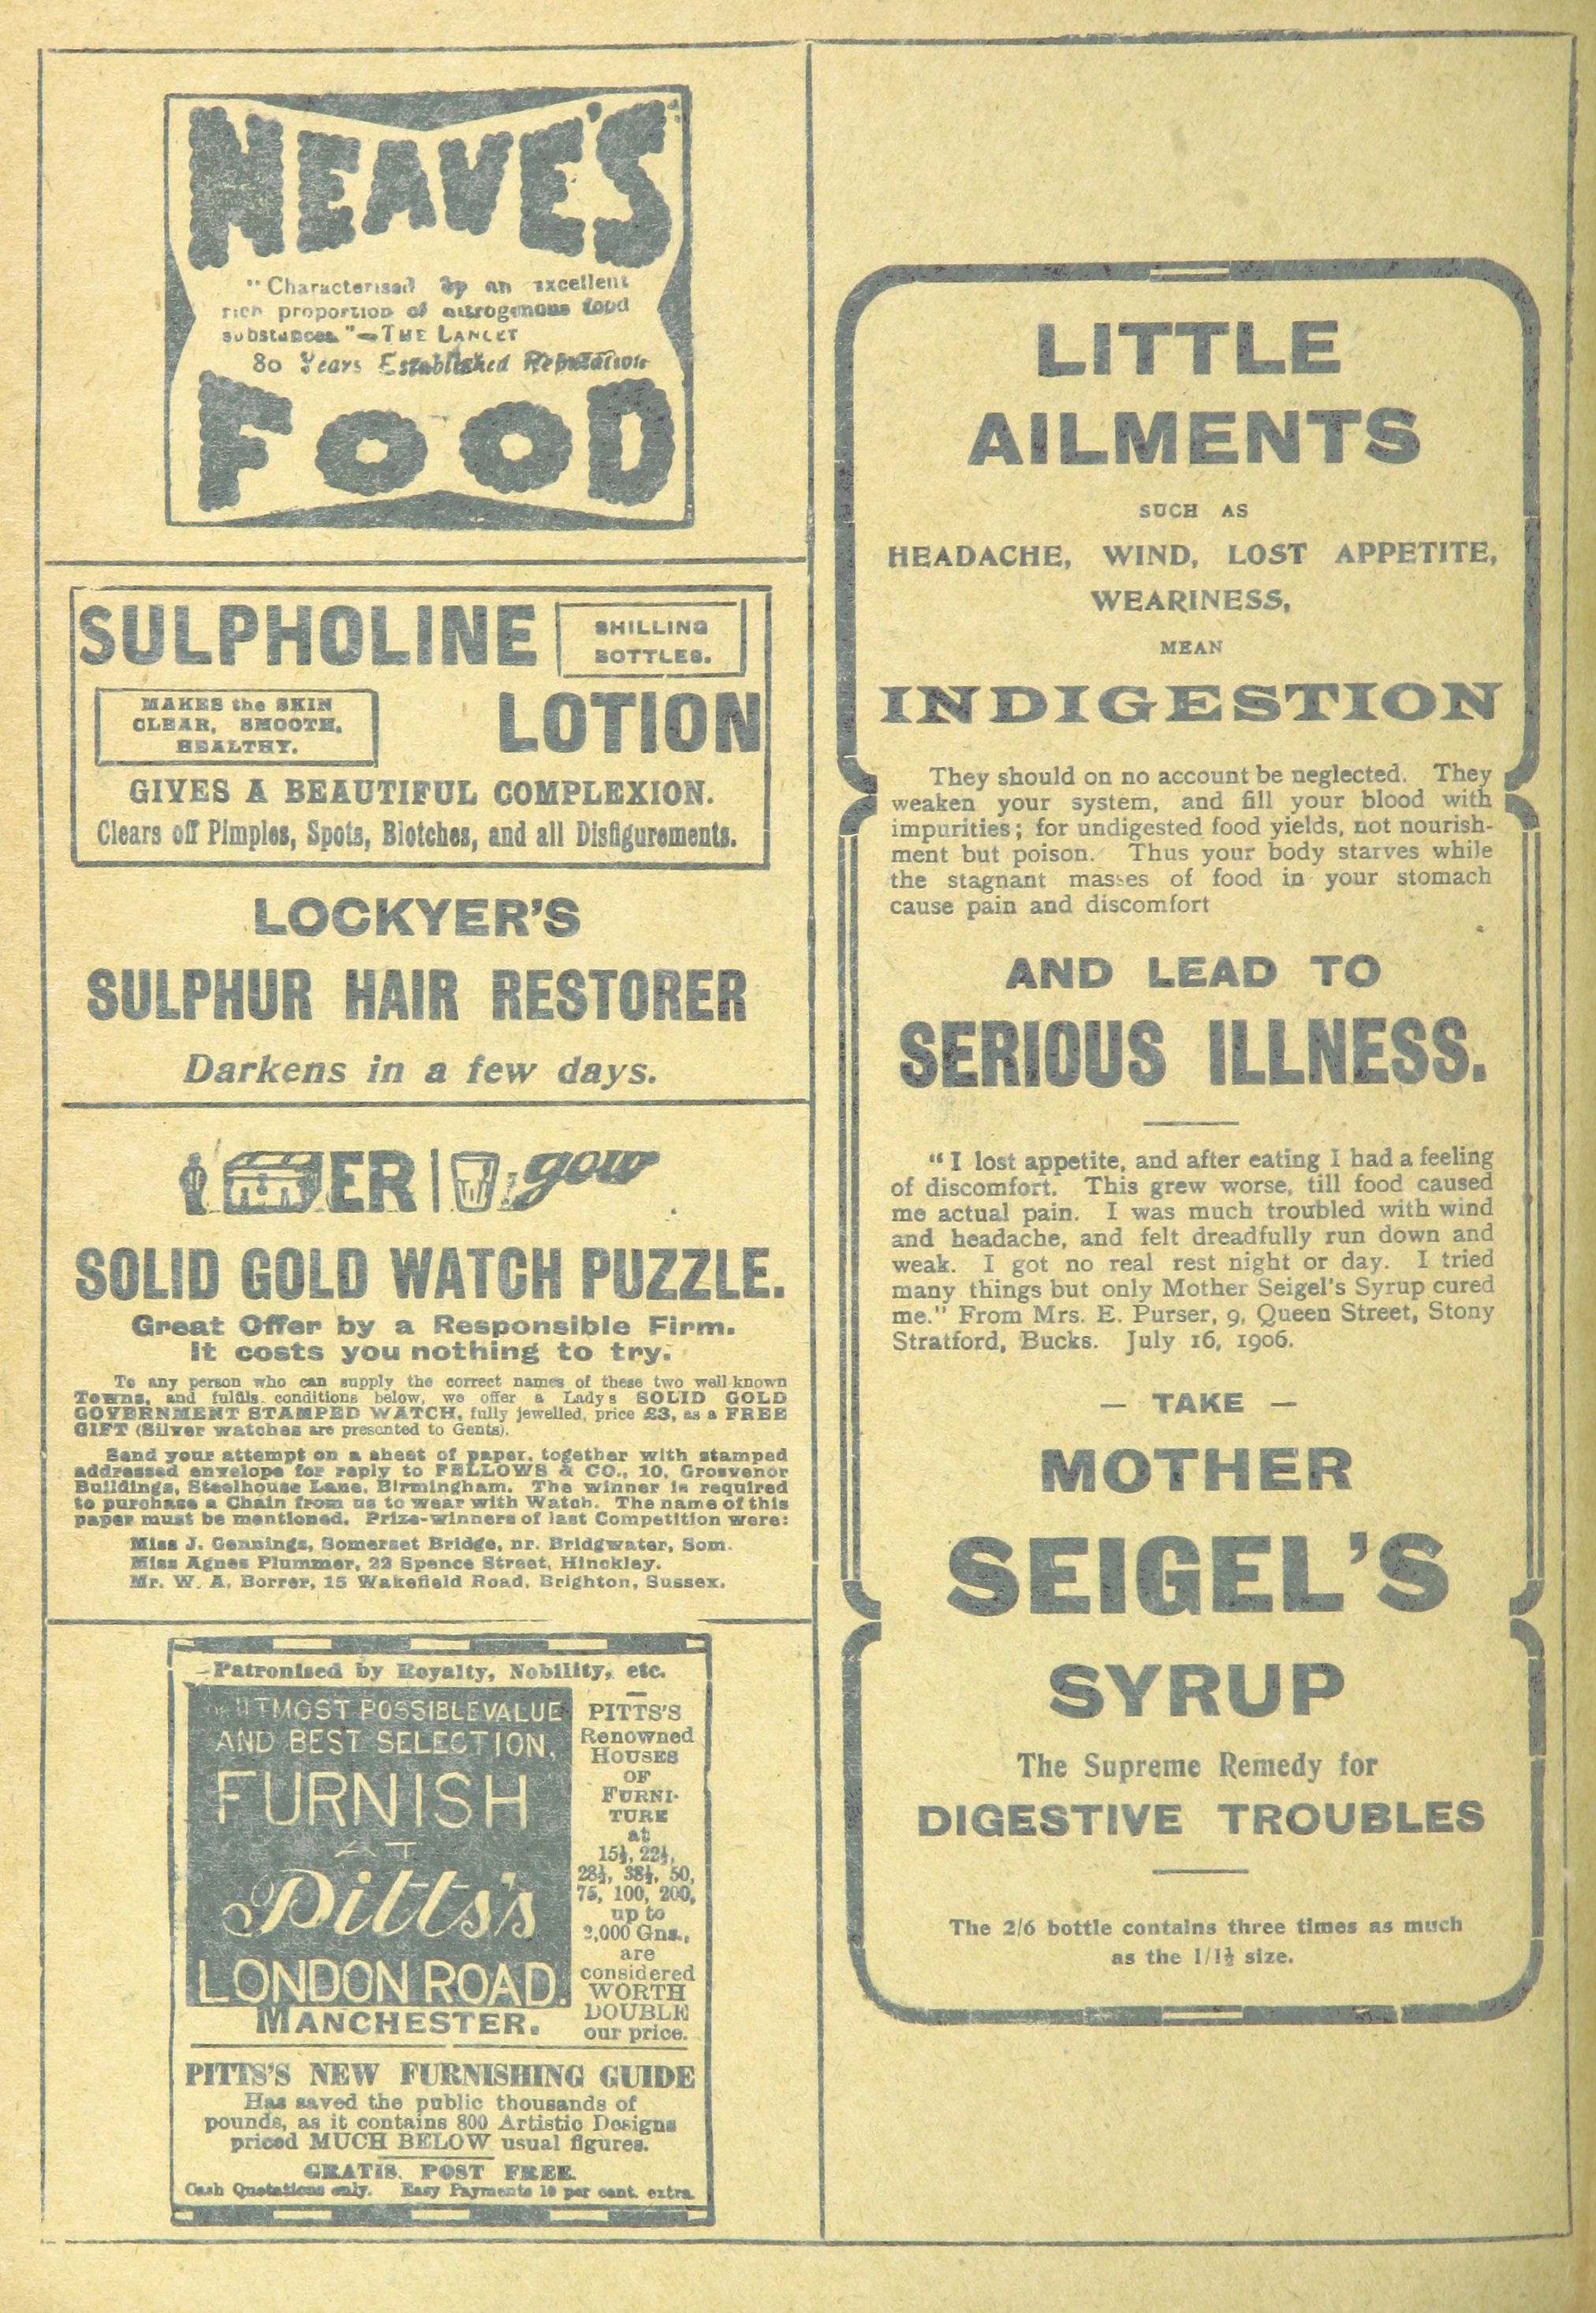 NEAVE'S
"Characterised by an excellent
rich proportion of nitrogenous food
substances."—THE LANCET
80 Years Established Reputation
FOOD
SULPHOLINE
SHILLING
BOTTLES.
MAKES the SKIN
CLEAR, SMOOTH,
HEALTHY.
LOTION
GIVES A BEAUTIFUL COMPLEXION.
Clears off Pimples, Spots, Blotches, and all Disfigurements.
LOCKYER'S
SULPHUR HAIR RESTORER
Darkens in a few days.
ER gow
SOLID GOLD WATCH PUZZLE.
Great Offer by a Responsible Firm.
It costs you nothing to try.
To any person who can supply the correct names of these two well known
Towns, and fulfils conditions below, we offer a Lady s SOLID GOLD
GOVERNMENT STAMPED WATCH, fully jewelled, price £3, as a FREE
GIFT (Silver watches are presented to Gents).
Send your attempt on a sheet of paper, together with stamped
addressed envelope for reply to FELLOWS & CO., 10, Grosvenor
Buildings, Steelhouse Lane, Birmingham. The winner is required
to purchase a Chain from us to wear with Watch. The name of this
paper must be mentioned. Prize-winners of last Competition were:
Miss J. Gennings, Somerset Bridge, nr. Bridgwater, Som.
Miss Agnes Plummer, 22 Spence Street, Hinckley.
Mr. W. A. Borrer, 15 Wakefield Road, Brighton, Sussex.
Patronised by Royalty, Nobility, etc.
UTMOST POSSIBLE VALUE
AND BEST SELECTION,
FURNISH
AT
Pitts's
LONDON ROAD.
MANCHESTER.
PITTS'S
Renowned
HOUSES
OF
FURNI-
TURE
at
15½, 22½,
28½, 38½, 50,
75, 100, 200,
up to
2,000 Gns.,
are
considered
WORTH
DOUBLE
our price.
PITTS'S NEW FURNISHING GUIDE
Has saved the public thousands of
pounds, as it contains 800 Artistic Designs
priced MUCH BELOW usual figures.
GRATIS. POST FREE.
Cash Quotations only. Easy Payments 10 per cent. extra
LITTLE
AILMENTS
SUCH AS
HEADACHE, WIND, LOST APPETITE,
WEARINESS,
MEAN
INDIGESTION
They should on no account be neglected. They
weaken your system, and fill your blood with
impurities; for undigested food yields, not nourish-
ment but poison. Thus your body starves while
the stagnant masses of food in your stomach
cause pain and discomfort
AND LEAD TO
SERIOUS ILLNESS.
"I lost appetite, and after eating I had a feeling
of discomfort. This grew worse, till food caused
me actual pain. I was much troubled with wind
and headache, and felt dreadfully run down and
weak. I got no real rest night or day. I tried
many things but only Mother Seigel's Syrup cured
me." From Mrs. E. Purser, 9, Queen Street, Stony
Stratford, Bucks. July 16, 1906.
— TAKE —
MOTHER
SEIGEL'S
SYRUP
The Supreme Remedy for
DIGESTIVE TROUBLES
The 2/6 bottle contains three times as much
as the 1/1½ size.